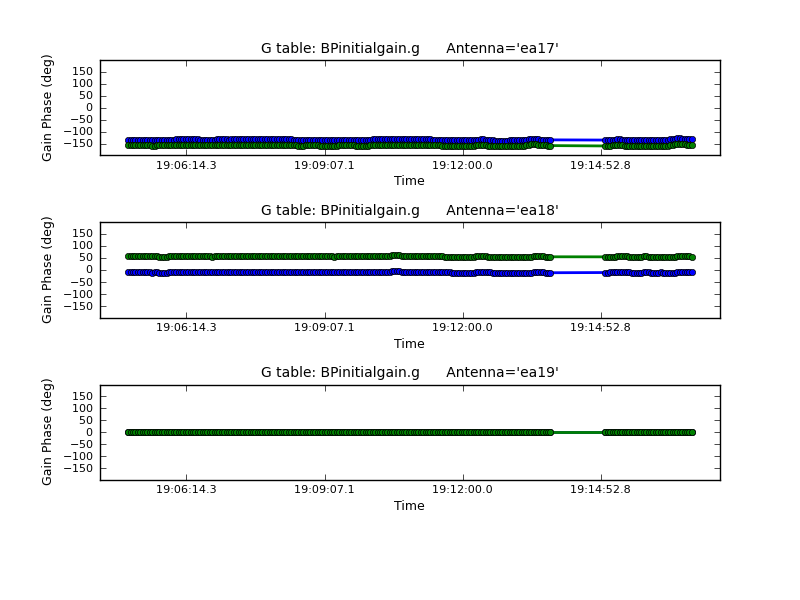 G table: BPinitialgain.g Antenna='ea17'
Gain Phase (deg)
150
100
50
0
−50
−100
−150
19:06:14.3 19:09:07.1 19:12:00.0 19:14:52.8
Time
G table: BPinitialgain.g Antenna='ea18'
Gain Phase (deg)
150
100
50
0
−50
−100
−150
19:06:14.3 19:09:07.1 19:12:00.0 19:14:52.8
Time
G table: BPinitialgain.g Antenna='ea19'
Gain Phase (deg)
150
100
50
0
−50
−100
−150
19:06:14.3 19:09:07.1 19:12:00.0 19:14:52.8
Time